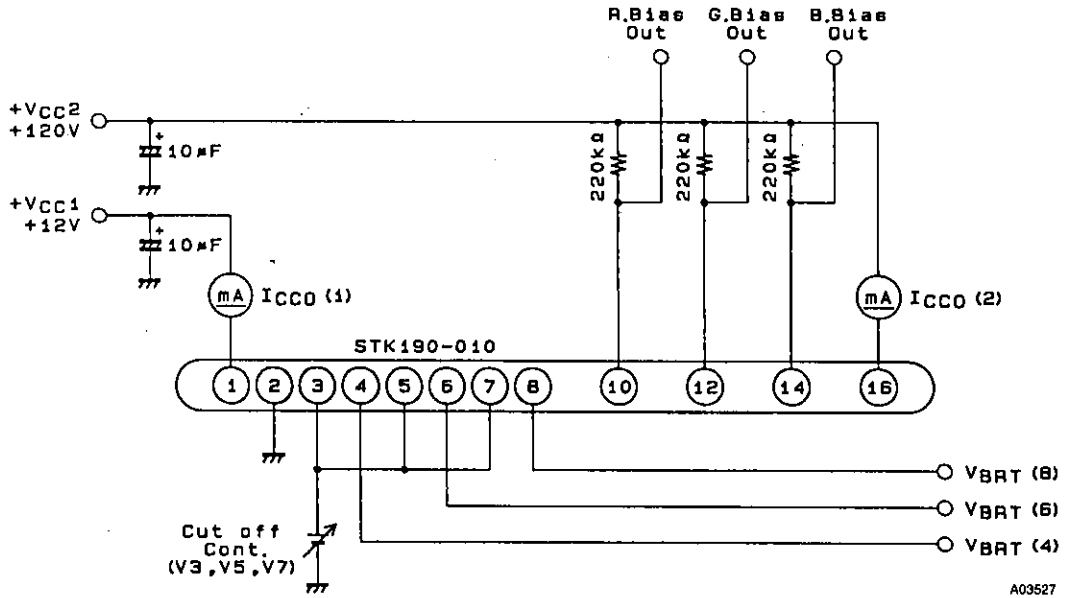 R.Bias Out
G.Bias Out
B.Bias Out
+VCC2
+120V
10μF
220kΩ
220kΩ
220kΩ
+VCC1
+12V
10μF
mA
ICCO (1)
mA
ICCO (2)
STK190-010
1
2
3
4
5
6
7
8
10
12
14
16
VBRT (8)
VBRT (6)
VBRT (4)
Cut off
Cont.
(V3,V5,V7)
A03527